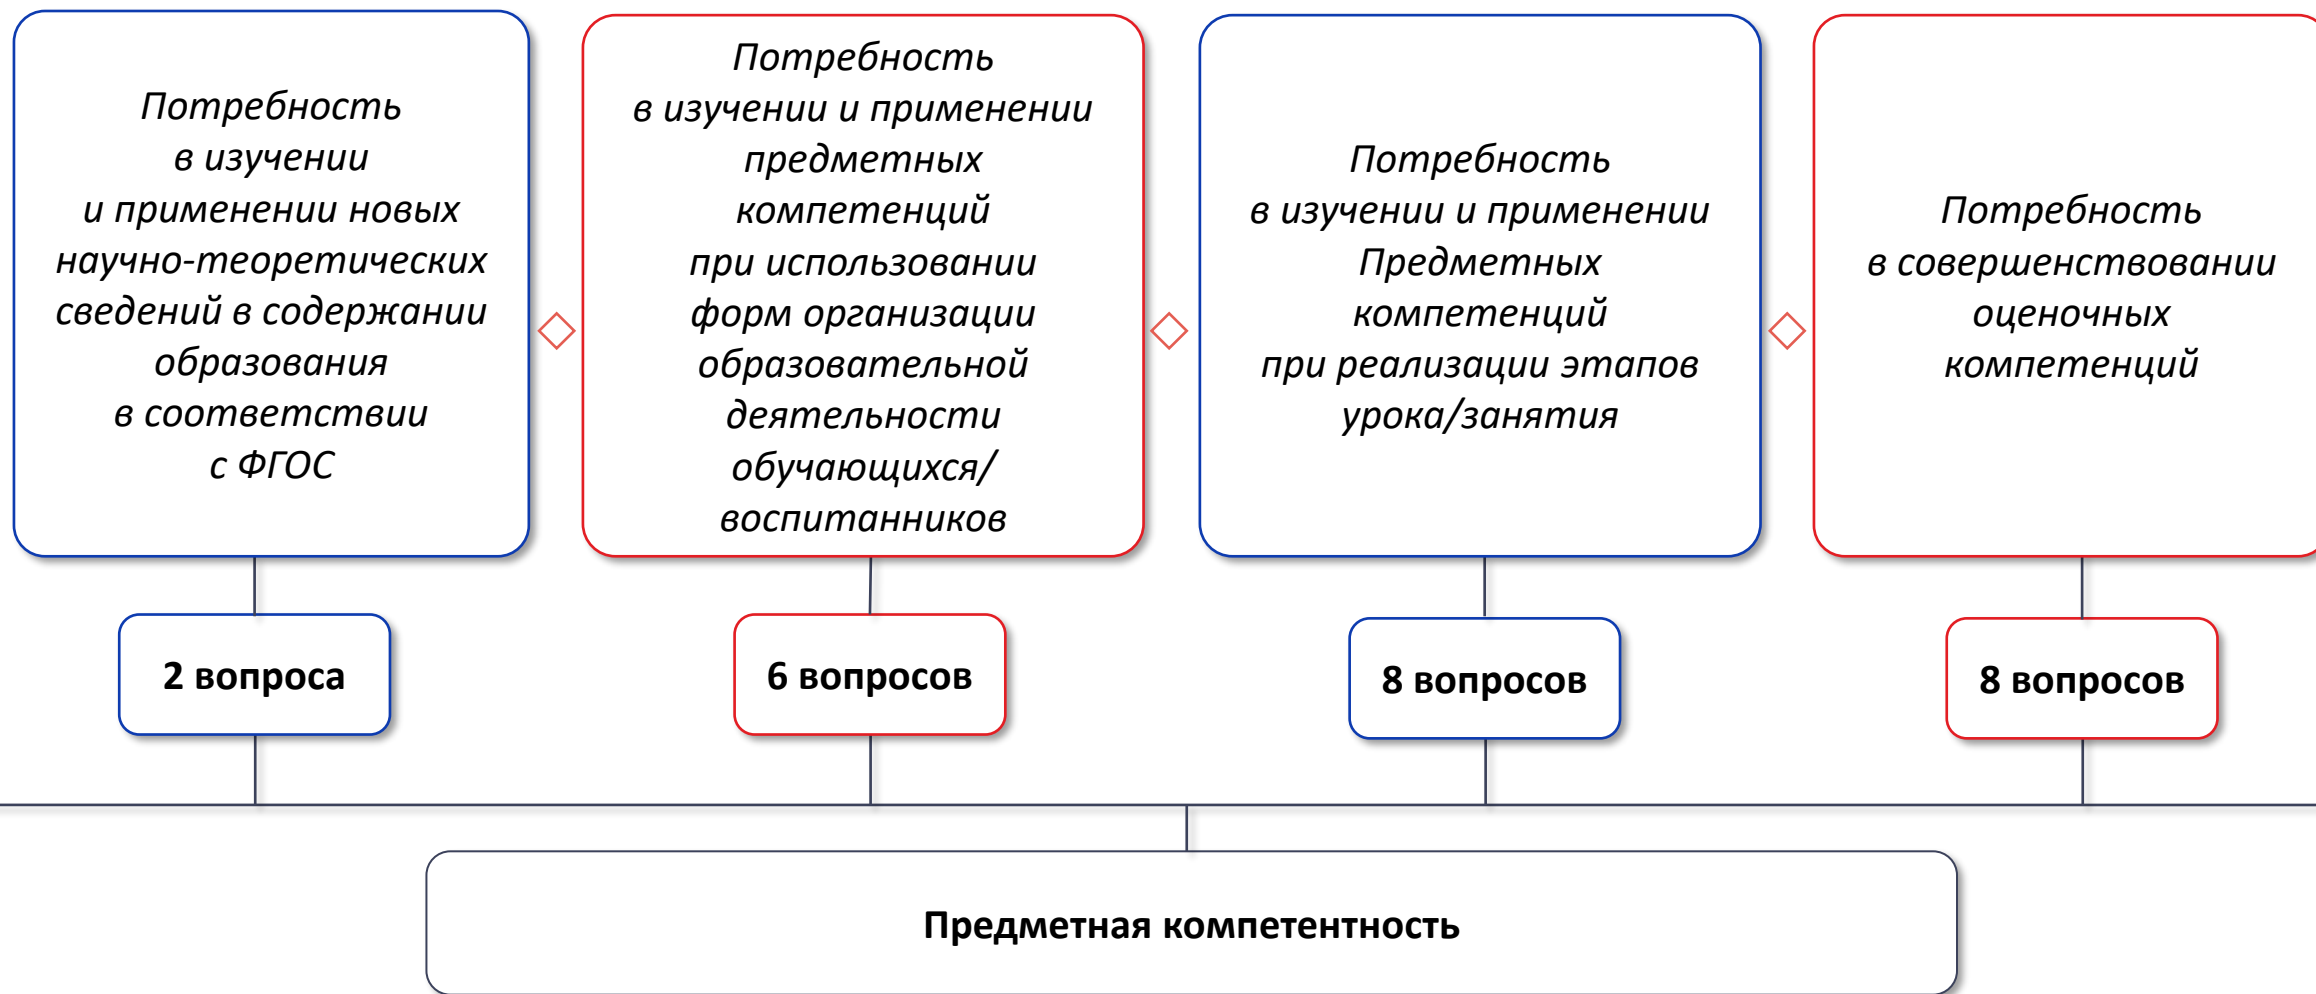 Потребность
в изучении
и применении новых
научно-теоретических
сведений в содержании
образования
в соответствии
с ФГОС
Потребность
в изучении и применении
предметных
компетенций
при использовании
форм организации
образовательной
деятельности
обучающихся/
воспитанников
Потребность
в изучении и применении
Предметных
компетенций
при реализации этапов
урока/занятия
Потребность
в совершенствовании
оценочных
компетенций
2 вопроса
6 вопросов
8 вопросов
8 вопросов
Предметная компетентность